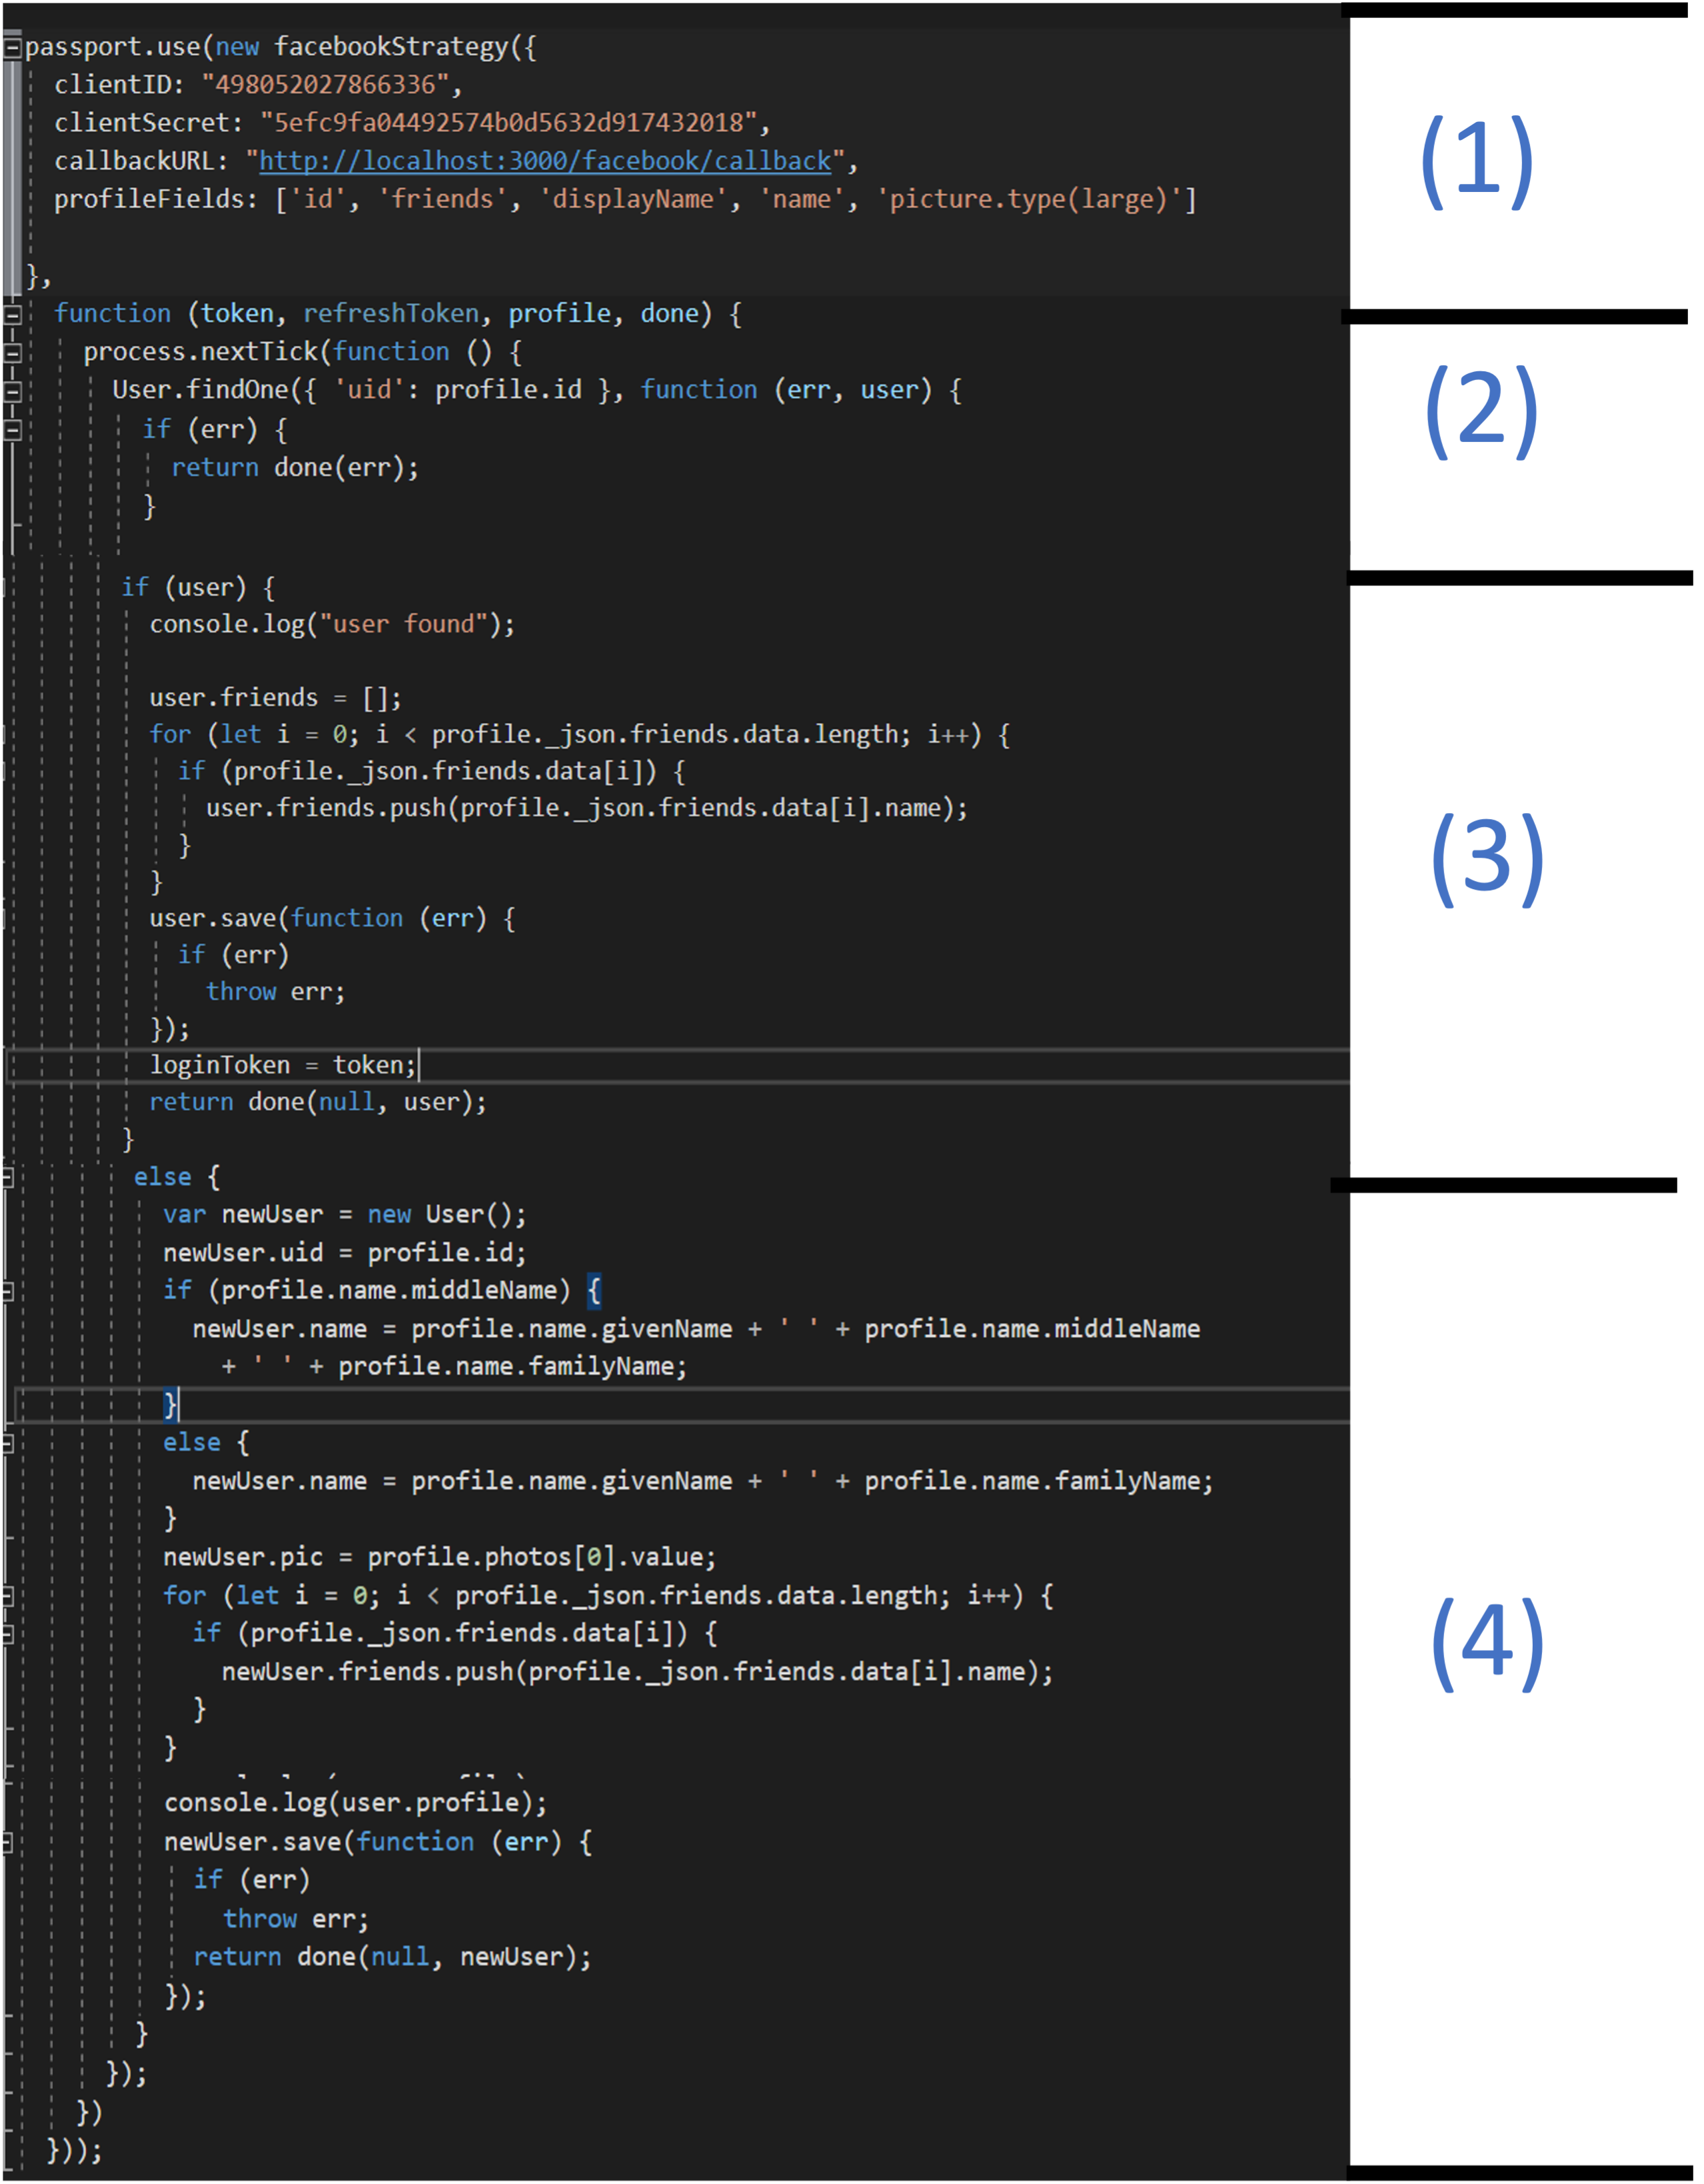 passport.use(new facebookStrategy({
clientID: "498052027866336",
clientSecret: "5efc9fa04492574b0d5632d917432018",
callbackURL: "http://localhost:3000/facebook/callback",
profileFields: ['id', 'friends', 'displayName', 'name', 'picture.type(large)']
},
(1)
function (token, refreshToken, profile, done) {
process.nextTick(function () {
User.findOne({ 'uid': profile.id }, function (err, user) {
if (err) {
return done(err);
}
(2)
if (user) {
console.log("user found");
user.friends = [];
for (let i = 0; i < profile._json.friends.data.length; i++) {
if (profile._json.friends.data[i]) {
user.friends.push(profile._json.friends.data[i].name);
}
}
user.save(function (err) {
if (err)
throw err;
});
loginToken = token;
return done(null, user);
}
(3)
else {
var newUser = new User();
newUser.uid = profile.id;
if (profile.name.middleName) {
newUser.name = profile.name.givenName + ' ' + profile.name.middleName
+ ' ' + profile.name.familyName;
}
else {
newUser.name = profile.name.givenName + ' ' + profile.name.familyName;
}
newUser.pic = profile.photos[0].value;
for (let i = 0; i < profile._json.friends.data.length; i++) {
if (profile._json.friends.data[i]) {
newUser.friends.push(profile._json.friends.data[i].name);
}
}
console.log(user.profile);
newUser.save(function (err) {
if (err)
throw err;
return done(null, newUser);
});
}
});
})
}));
(4)